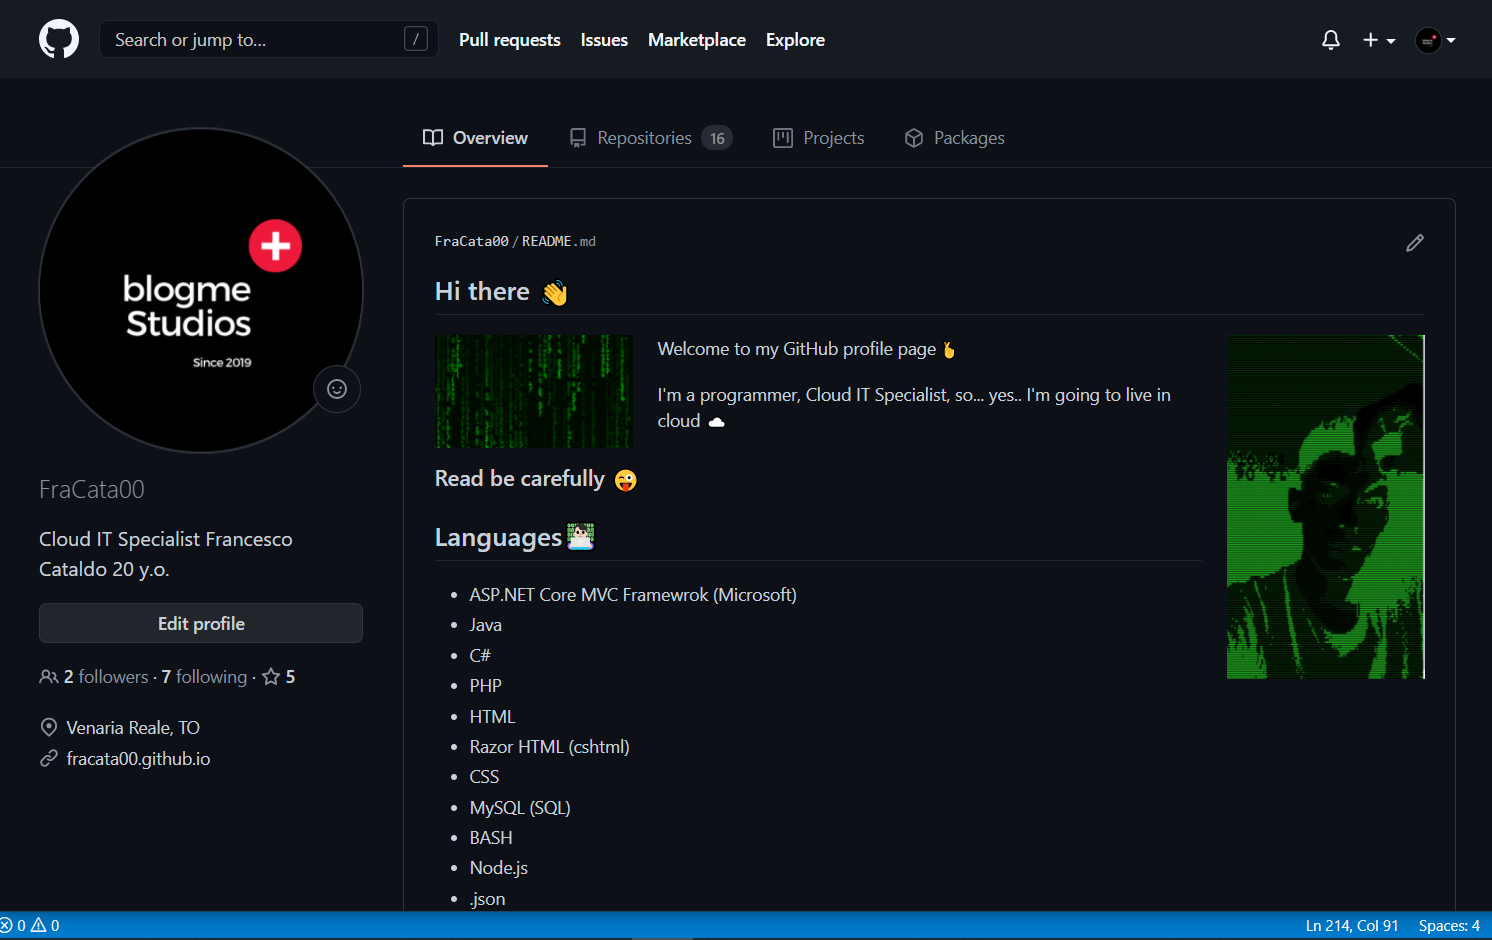 Search or jump to... /
Pull requests Issues Marketplace Explore
Overview Repositories 16 Projects Packages
blogme
Studios
Since 2019
FraCata00
Cloud IT Specialist Francesco
Cataldo 20 y.o.
Edit profile
2 followers · 7 following · 5
Venaria Reale, TO
fracata00.github.io
FraCata00/README.md
Hi there 👋
Welcome to my GitHub profile page
I'm a programmer, Cloud IT Specialist, so... yes.. I'm going to live in
cloud ☁
Read be carefully 😜
Languages
ASP.NET Core MVC Framewrok (Microsoft)
Java
C#
PHP
HTML
Razor HTML (cshtml)
CSS
MySQL (SQL)
BASH
Node.js
.json
0 0 Ln 214, Col 91 Spaces: 4